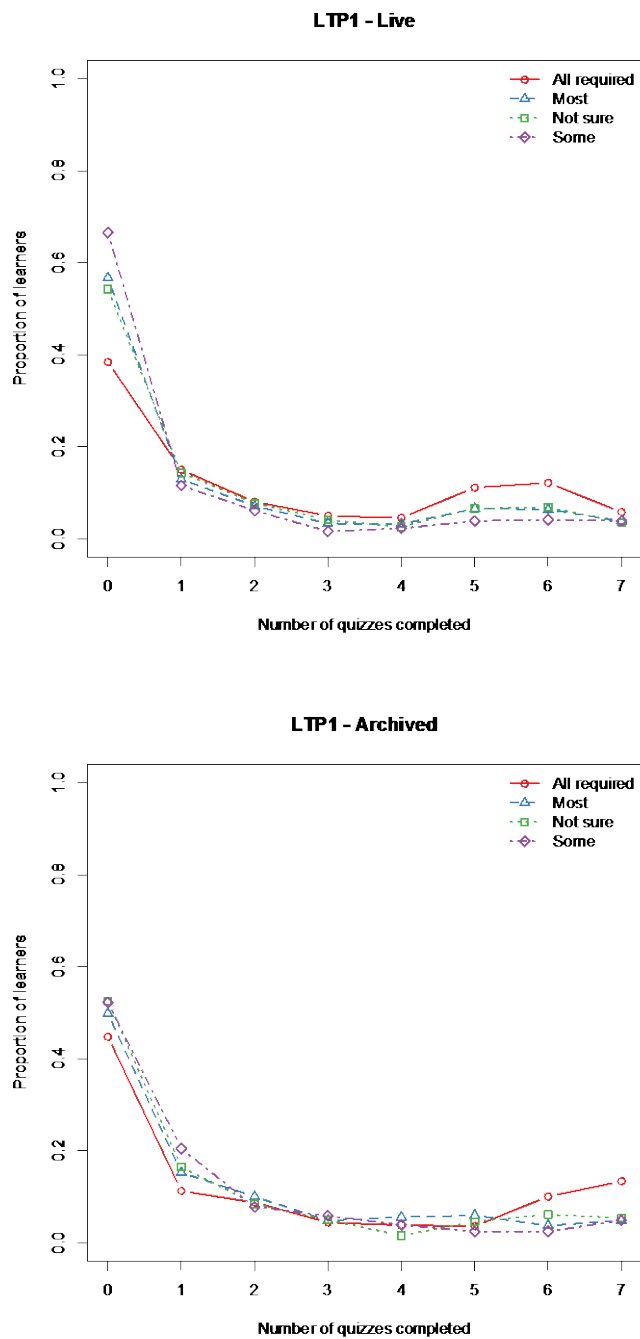 LTP1 - Live
All required
Most
Not sure
Some
1.0
0.8
0.6
0.4
0.2
0.0
Proportion of learners
0 1 2 3 4 5 6 7
Number of quizzes completed
LTP1 - Archived
All required
Most
Not sure
Some
1.0
0.8
0.6
0.4
0.2
0.0
Proportion of learners
0 1 2 3 4 5 6 7
Number of quizzes completed